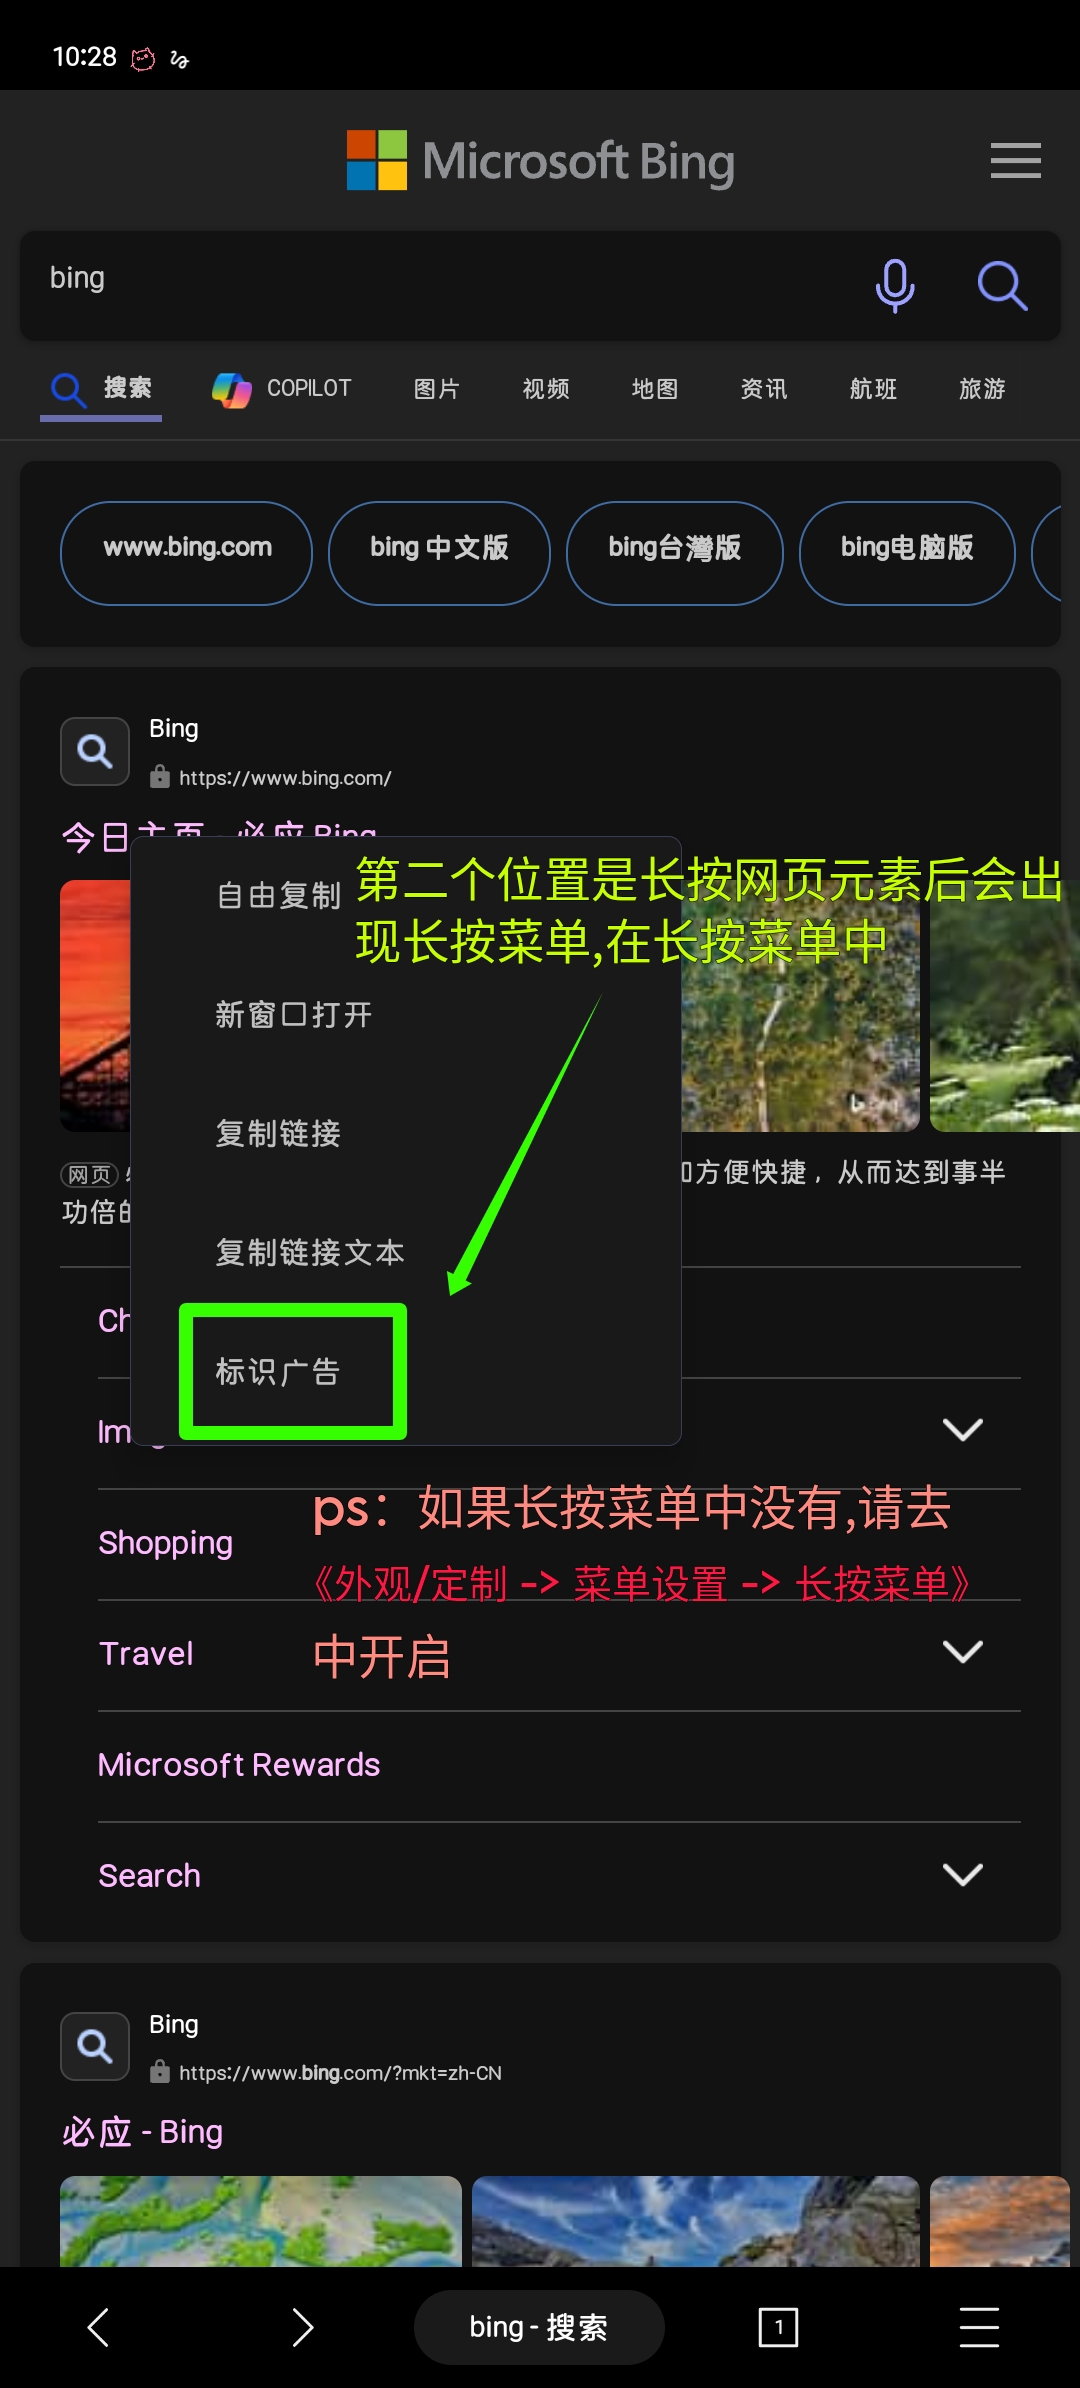 10:28
Microsoft Bing
bing
搜索
COPILOT
图片
视频
地图
资讯
航班
旅游
www.bing.com
bing 中文版
bing台灣版
bing电脑版
Bing
https://www.bing.com/
今日主页 - 必应 Bing
自由复制
第二个位置是长按网页元素后会出
现长按菜单,在长按菜单中
新窗口打开
复制链接
网页
方便快捷，从而达到事半
功倍的
复制链接文本
Ch
标识广告
Im
ps：如果长按菜单中没有,请去
Shopping
《外观/定制 -> 菜单设置 -> 长按菜单》
Travel
中开启
Microsoft Rewards
Search
Bing
https://www.bing.com/?mkt=zh-CN
必应 - Bing
bing - 搜索
1